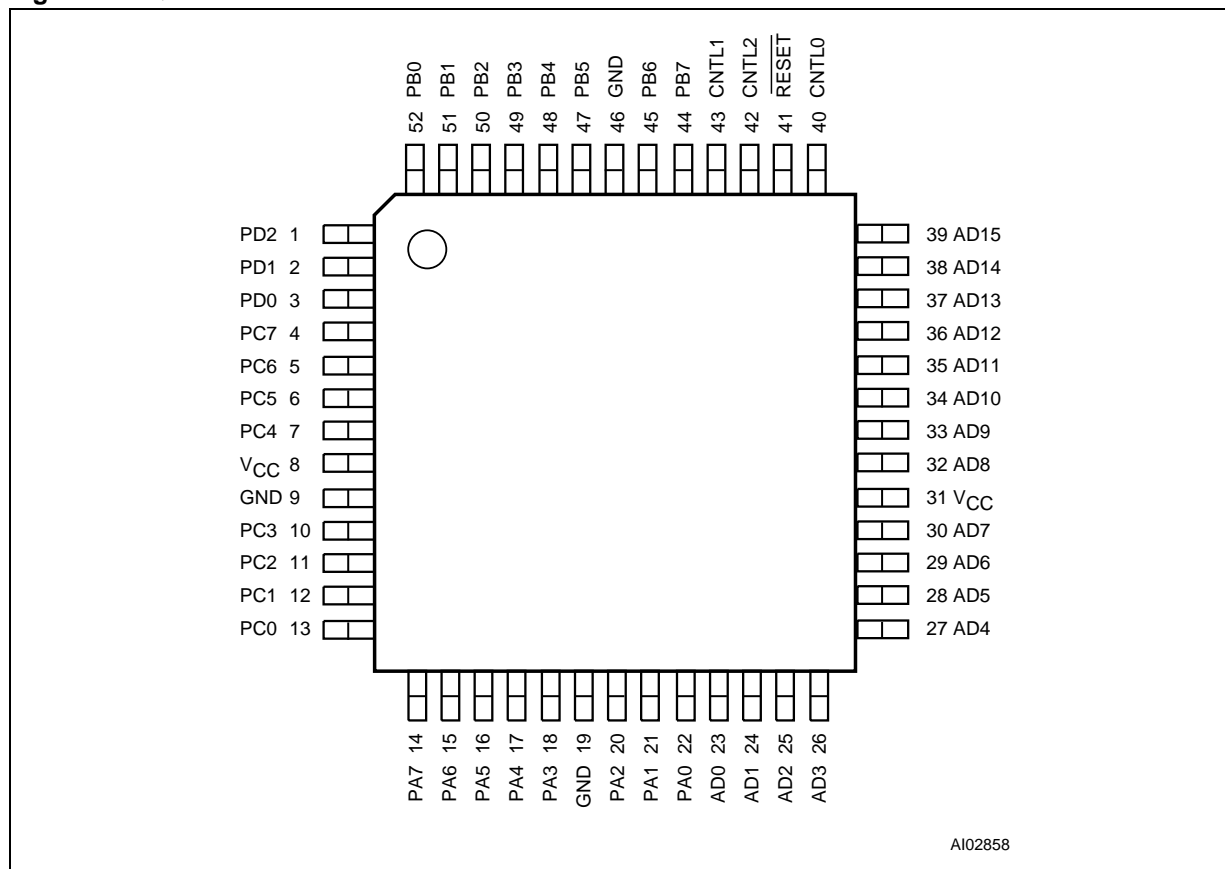 52 PB0
51 PB1
50 PB2
49 PB3
48 PB4
47 PB5
46 GND
45 PB6
44 PB7
43 CNTL1
42 CNTL2
41 RESET
40 CNTL0
PD2 1
PD1 2
PD0 3
PC7 4
PC6 5
PC5 6
PC4 7
VCC 8
GND 9
PC3 10
PC2 11
PC1 12
PC0 13
39 AD15
38 AD14
37 AD13
36 AD12
35 AD11
34 AD10
33 AD9
32 AD8
31 VCC
30 AD7
29 AD6
28 AD5
27 AD4
PA7 14
PA6 15
PA5 16
PA4 17
PA3 18
GND 19
PA2 20
PA1 21
PA0 22
AD0 23
AD1 24
AD2 25
AD3 26
AI02858